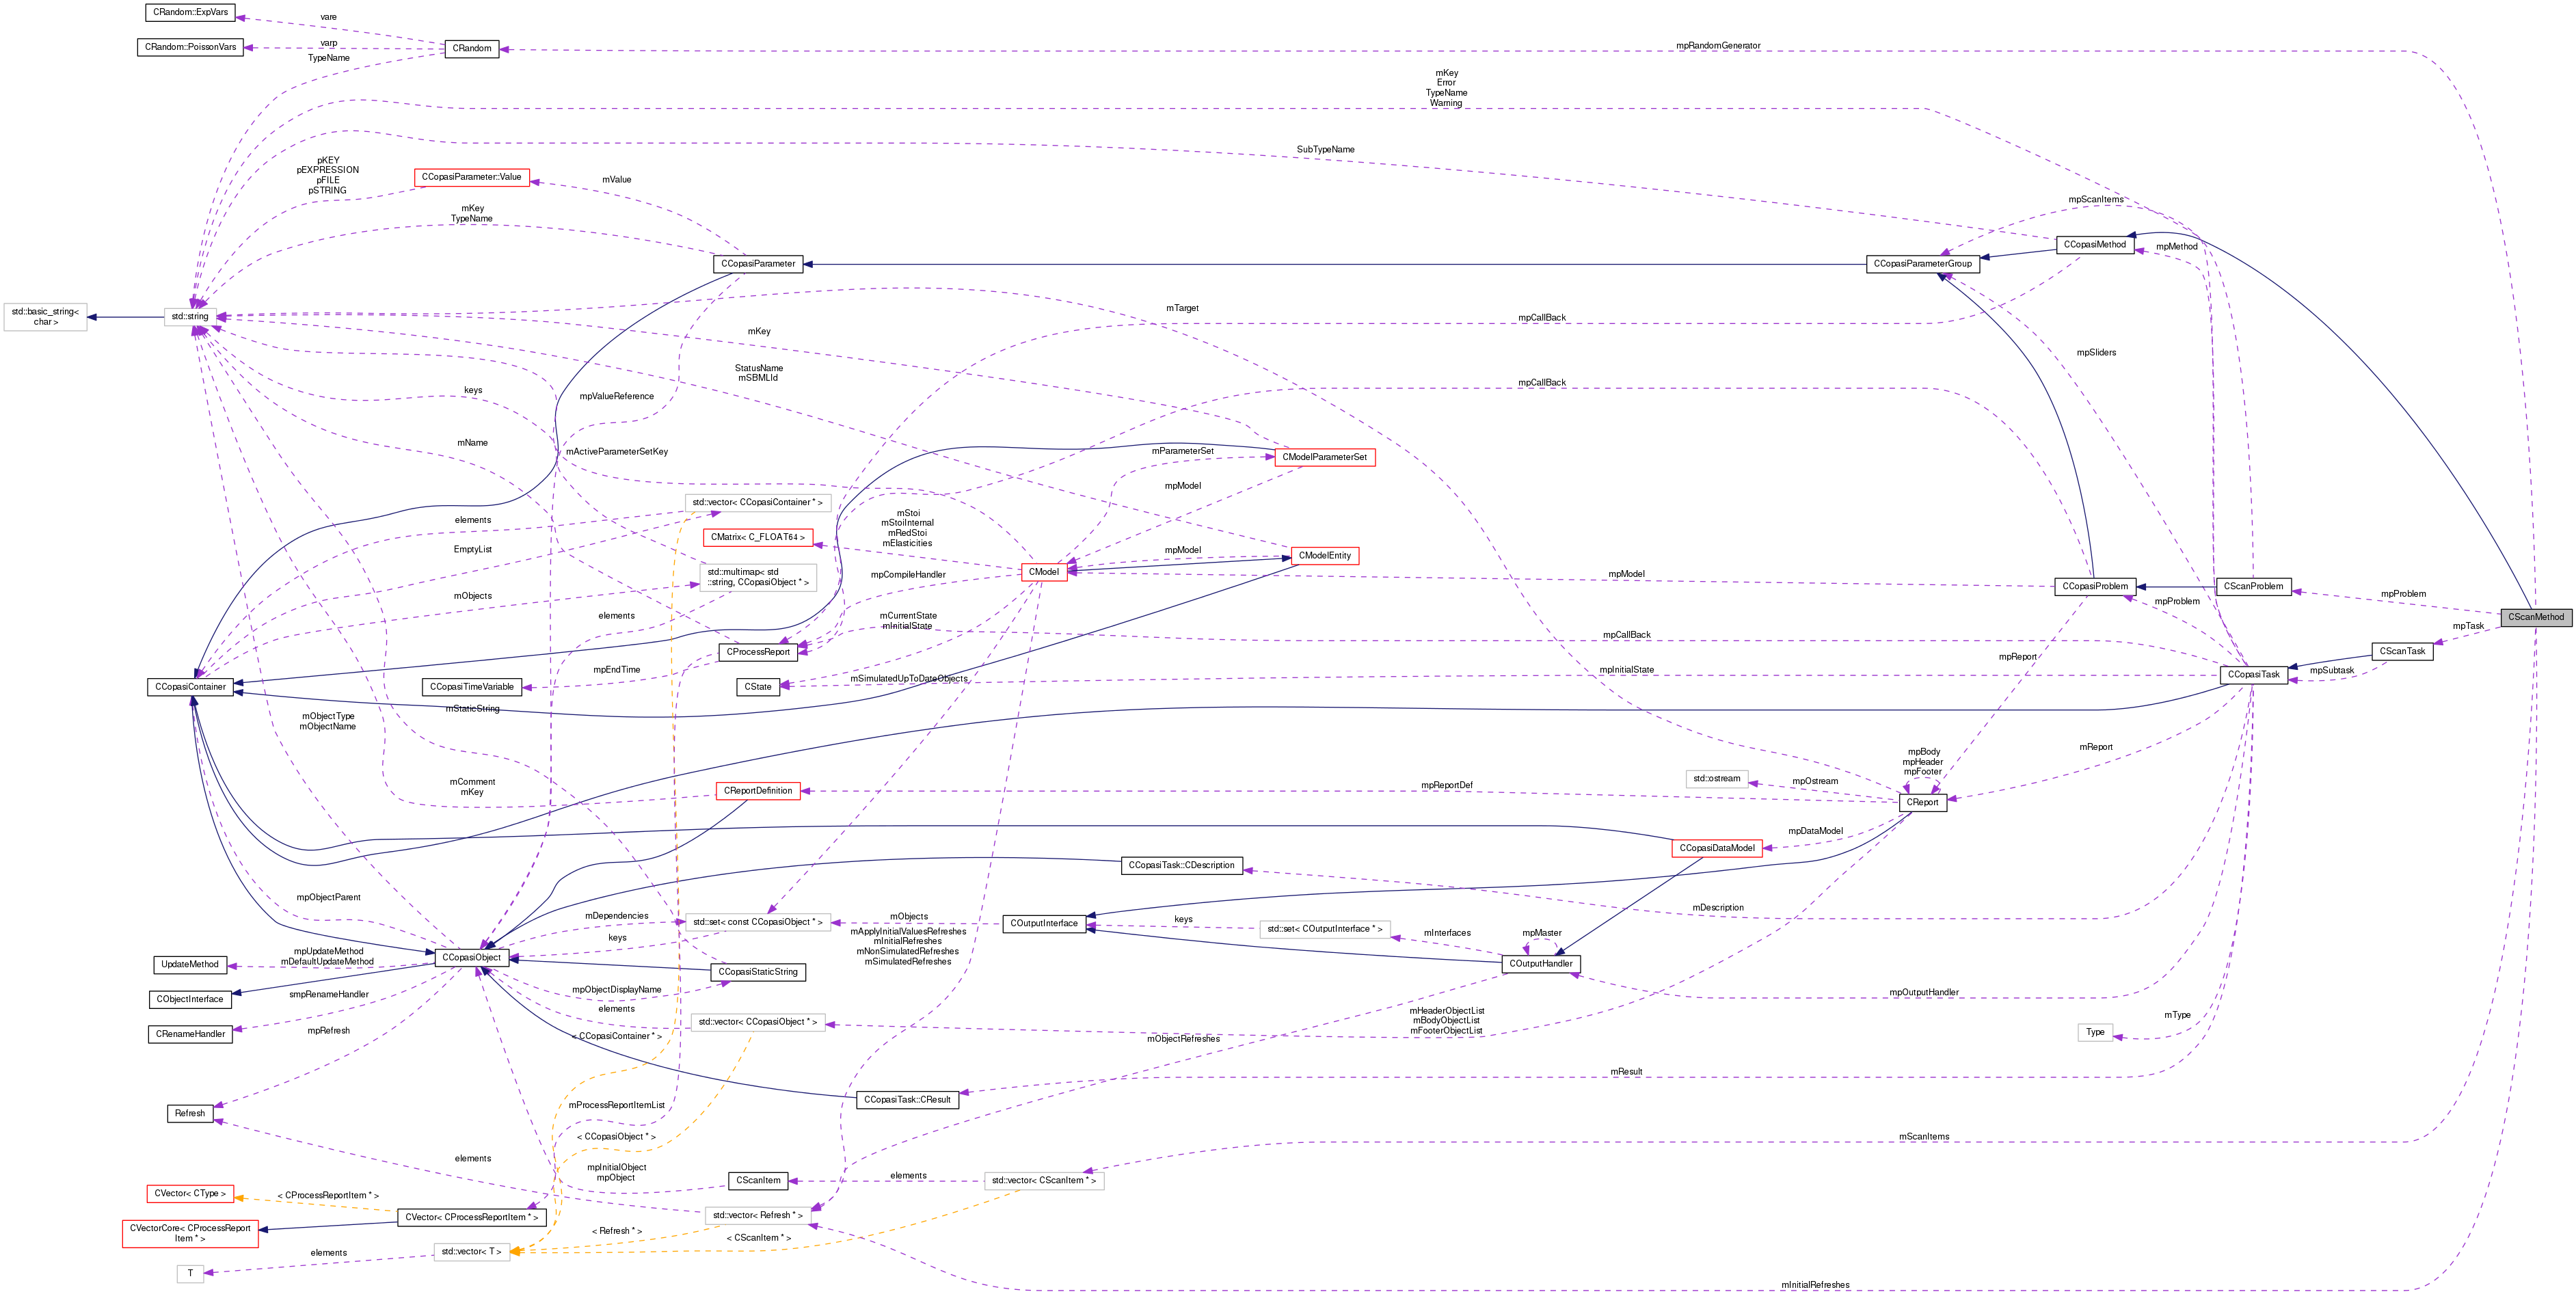 CRandom::ExpVars
vare
CRandom::PoissonVars
varp
TypeName
CRandom
mpRandomGenerator
mKey
Error
TypeName
Warning
SubTypeName
pKEY
pEXPRESSION
pFILE
pSTRING
CCopasiParameter::Value
mValue
mKey
TypeName
CCopasiParameter
mpScanItems
CCopasiMethod
mpMethod
CCopasiParameterGroup
std::basic_string<
char >
std::string
mTarget
mpCallBack
mKey
mpSliders
StatusName
mSBMLId
mpCallBack
keys
mpValueReference
mName
mActiveParameterSetKey
mParameterSet
CModelParameterSet
mpModel
std::vector< CCopasiContainer * >
elements
EmptyList
mStoi
mStoiInternal
mRedStoi
mElasticities
CMatrix< C_FLOAT64 >
mpModel
CModelEntity
std::multimap< std
::string, CCopasiObject * >
mpCompileHandler
CModel
mpModel
CCopasiProblem
CScanProblem
mpProblem
mpProblem
mObjects
elements
mCurrentState
mInitialState
CScanMethod
mpTask
mpCallBack
CScanTask
mpReport
CProcessReport
mpEndTime
mpInitialState
mpSubtask
CCopasiTask
CCopasiContainer
CCopasiTimeVariable
CState
mSimulatedUpToDateObjects
mStaticString
mObjectType
mObjectName
mReport
mpBody
mpHeader
mpFooter
std::ostream
mpOstream
mComment
mKey
CReportDefinition
mpReportDef
CReport
mpDataModel
CCopasiDataModel
CCopasiTask::CDescription
mpObjectParent
mDescription
mDependencies
std::set< const CCopasiObject * >
mObjects
COutputInterface
keys
std::set< COutputInterface * >
mInterfaces
mpMaster
keys
mApplyInitialValuesRefreshes
mInitialRefreshes
mNonSimulatedRefreshes
mSimulatedRefreshes
UpdateMethod
mpUpdateMethod
mDefaultUpdateMethod
CCopasiObject
CCopasiStaticString
COutputHandler
CObjectInterface
smpRenameHandler
mpObjectDisplayName
mpOutputHandler
elements
std::vector< CCopasiObject * >
mHeaderObjectList
mBodyObjectList
mFooterObjectList
mType
CRenameHandler
mpRefresh
< CCopasiContainer * >
mObjectRefreshes
Type
mResult
CCopasiTask::CResult
Refresh
mProcessReportItemList
< CCopasiObject * >
mScanItems
elements
mpInitialObject
mpObject
CScanItem
elements
std::vector< CScanItem * >
CVector< CType >
< CProcessReportItem * >
CVector< CProcessReportItem * >
std::vector< Refresh * >
CVectorCore< CProcessReport
Item * >
< Refresh * >
< CScanItem * >
elements
std::vector< T >
T
mInitialRefreshes